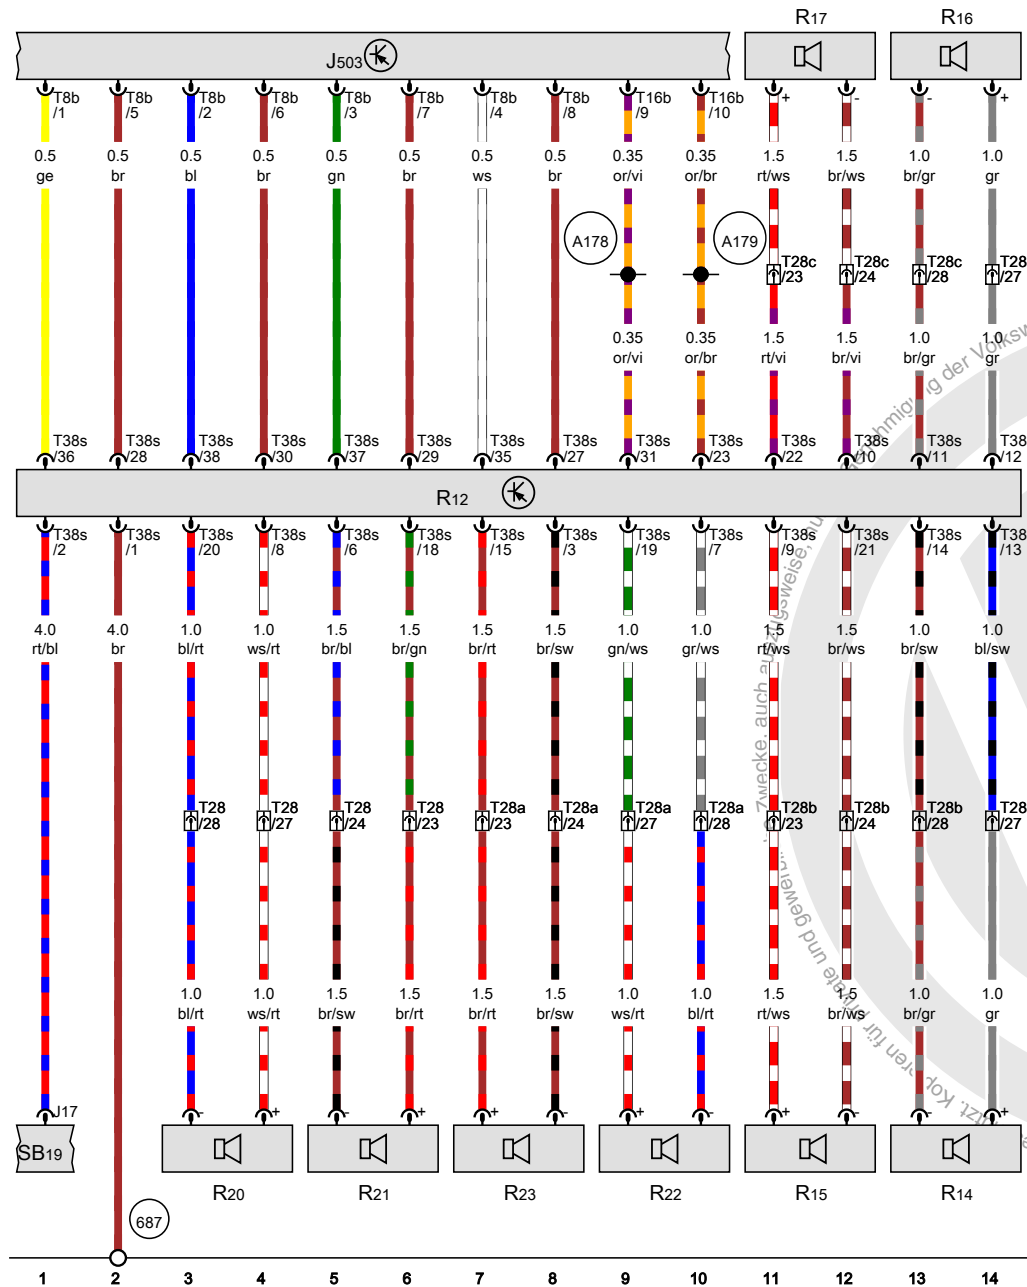 R17 R16
J503
T8b T8b T8b T8b T8b T8b T8b T8b T16b T16b + - - +
/1 /5 /2 /6 /3 /7 /4 /8 /9 /10
0.5 0.5 0.5 0.5 0.5 0.5 0.5 0.5 0.35 0.35 1.5 1.5 1.0 1.0
ge br bl br gn br ws br or/vi or/br rt/ws br/ws br/gr gr
A178 A179
T28c T28c T28c T28
/23 /24 /28 /27
0.35 0.35 1.5 1.5 1.0 1.0
or/vi or/br rt/vi br/vi br/gr gr
T38s T38s T38s T38s T38s T38s T38s T38s T38s T38s T38s T38s T38s T38
/36 /28 /38 /30 /37 /29 /35 /27 /31 /23 /22 /10 /11 /12
R12
T38s T38s T38s T38s T38s T38s T38s T38s T38s T38s T38s T38s T38s T38
/2 /1 /20 /8 /6 /18 /15 /3 /19 /7 /9 /21 /14 /13
4.0 4.0 1.0 1.0 1.5 1.5 1.5 1.5 1.0 1.0 1.5 1.5 1.0 1.0
rt/bl br bl/rt ws/rt br/bl br/gn br/rt br/sw gn/ws gr/ws rt/ws br/ws br/sw bl/sw
T28 T28 T28 T28 T28a T28a T28a T28a T28b T28b T28b T28
/28 /27 /24 /23 /23 /24 /27 /28 /23 /24 /28 /27
1.0 1.0 1.5 1.5 1.5 1.5 1.0 1.0 1.5 1.5 1.0 1.0
bl/rt ws/rt br/sw br/rt br/rt br/sw ws/rt bl/rt rt/ws br/ws br/gr gr
J17 - + - + + - + - + - - +
SB19
R20 R21 R23 R22 R15 R14
687
1 2 3 4 5 6 7 8 9 10 11 12 13 14